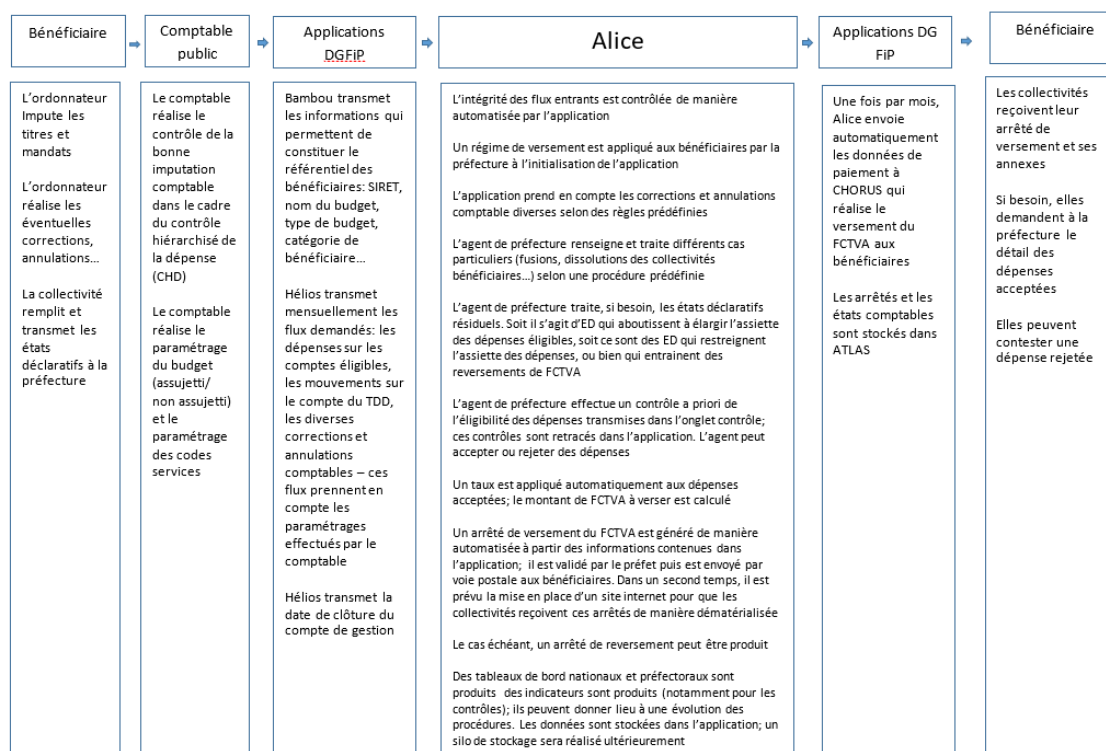 Bénéficiaire
Comptable
public
Applications
DGFiP
Alice
Applications DG
FiP
Bénéficiaire
L’ordonnateur
Impute les
titres et
mandats
L’ordonnateur
réalise les
éventuelles
corrections,
annulations…
La collectivité
remplit et
transmet les
états
déclaratifs à la
préfecture
Le comptable
réalise le
contrôle de la
bonne
imputation
comptable
dans le cadre
du contrôle
hiérarchisé de
la dépense
(CHD)
Le comptable
réalise le
paramétrage
du budget
(assujetti/
non assujetti)
et le
paramétrage
des codes
services
Bambou transmet
les informations qui
permettent de
constituer le
référentiel des
bénéficiaires: SIRET,
nom du budget,
type de budget,
catégorie de
bénéficiaire…
Hélios transmet
mensuellement les
flux demandés: les
dépenses sur les
comptes éligibles,
les mouvements sur
le compte du TDD,
les diverses
corrections et
annulations
comptables – ces
flux prennent en
compte les
paramétrages
effectués par le
comptable
Hélios transmet la
date de clôture du
compte de gestion
L’intégrité des flux entrants est contrôlée de manière
automatisée par l’application
Un régime de versement est appliqué aux bénéficiaires par la
préfecture à l’initialisation de l’application
L’application prend en compte les corrections et annulations
comptable diverses selon des règles prédéfinies
L’agent de préfecture renseigne et traite différents cas
particuliers (fusions, dissolutions des collectivités
bénéficiaires…) selon une procédure prédéfinie
L’agent de préfecture traite, si besoin, les états déclaratifs
résiduels. Soit il s’agit d’ED qui aboutissent à élargir l’assiette
des dépenses éligibles, soit ce sont des ED qui restreignent
l’assiette des dépenses, ou bien qui entrainent des
reversements de FCTVA
L’agent de préfecture effectue un contrôle a priori de
l’éligibilité des dépenses transmises dans l’onglet contrôle;
ces contrôles sont retracés dans l’application. L’agent peut
accepter ou rejeter des dépenses
Un taux est appliqué automatiquement aux dépenses
acceptées; le montant de FCTVA à verser est calculé
Un arrêté de versement du FCTVA est généré de manière
automatisée à partir des informations contenues dans
l’application; il est validé par le préfet puis est envoyé par
voie postale aux bénéficiaires. Dans un second temps, il est
prévu la mise en place d’un site internet pour que les
collectivités reçoivent ces arrêtés de manière dématérialisée
Le cas échéant, un arrêté de reversement peut être produit
Des tableaux de bord nationaux et préfectoraux sont
produits des indicateurs sont produits (notamment pour les
contrôles); ils peuvent donner lieu à une évolution des
procédures. Les données sont stockées dans l’application; un
silo de stockage sera réalisé ultérieurement
Une fois par mois,
Alice envoie
automatiquement
les données de
paiement à
CHORUS qui
réalise le
versement du
FCTVA aux
bénéficiaires
Les arrêtés et les
états comptables
sont stockés dans
ATLAS
Les collectivités
reçoivent leur
arrêté de
versement et ses
annexes
Si besoin, elles
demandent à la
préfecture le
détail des
dépenses
acceptées
Elles peuvent
contester une
dépense rejetée